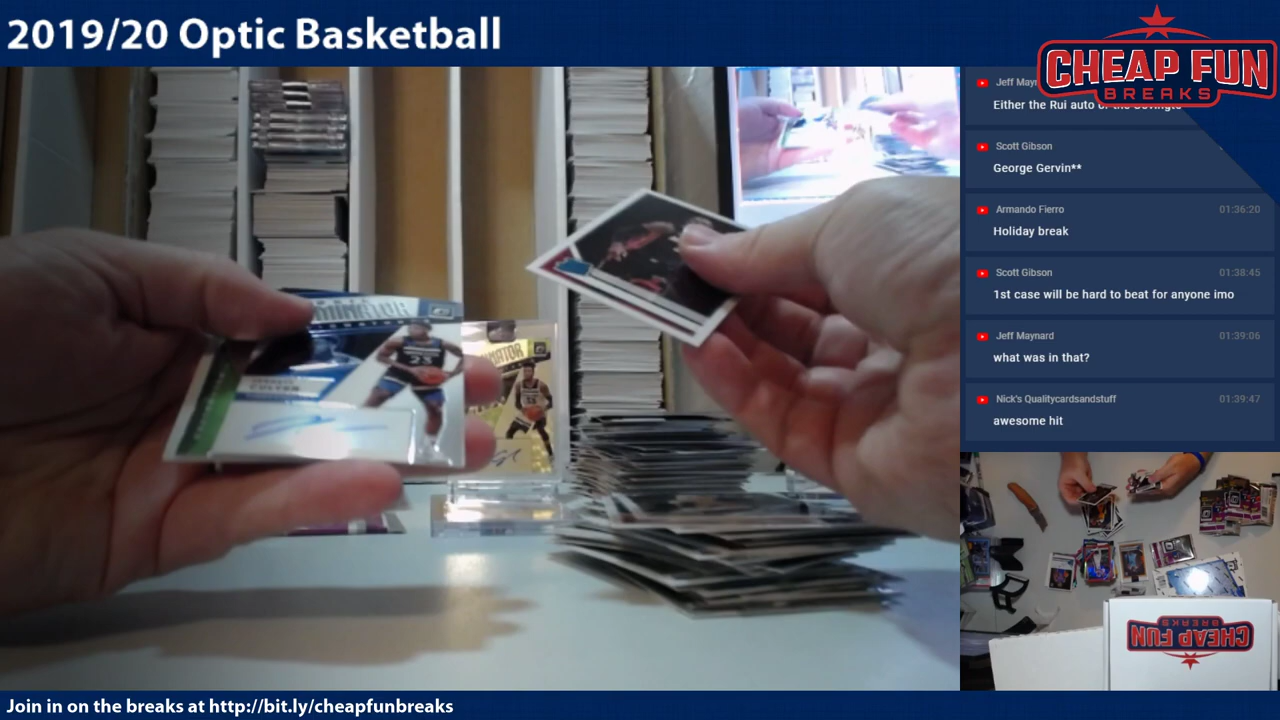 2019/20 Optic Basketball
CHEAP FUN
BREAKS
Jeff
Either the Rui auto
Scott Gibson
George Gervin**
Armando Fierro 01:36:20
Holiday break
Scott Gibson 01:38:45
1st case will be hard to beat for anyone imo
Jeff Maynard 01:39:06
what was in that?
Nick's Qualitycardsandstuff 01:39:47
awesome hit
CULVER
23
CHEAP FUN
BREAKS
Join in on the breaks at http://bit.ly/cheapfunbreaks